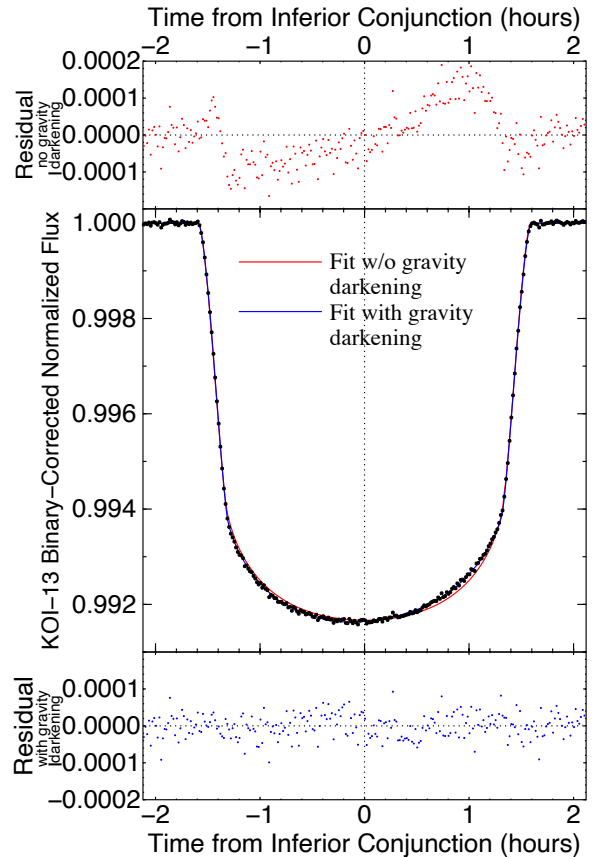 Time from Inferior Conjunction (hours)
−2 −1 0 1 2
0.0002
0.0001
0.0000
0.0001
Residual
no gravity
darkening
1.000
0.998
0.996
0.994
0.992
KOI−13 Binary−Corrected Normalized Flux
Fit w/o gravity
darkening
Fit with gravity
darkening
0.0001
0.0000
0.0001
−0.0002
Residual
with gravity
darkening
−2 −1 0 1 2
Time from Inferior Conjunction (hours)